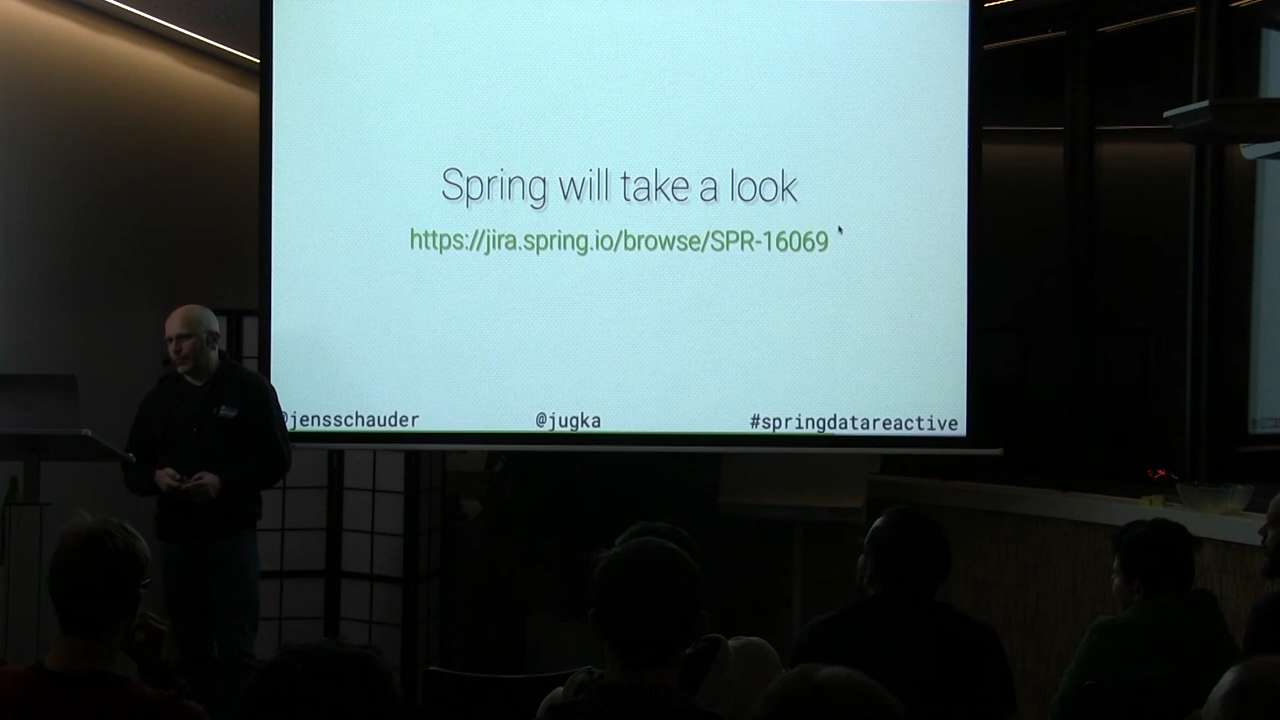 Spring will take a look
https://jira.spring.io/browse/SPR-16069
@jensschauder @jugka #springdatareactive